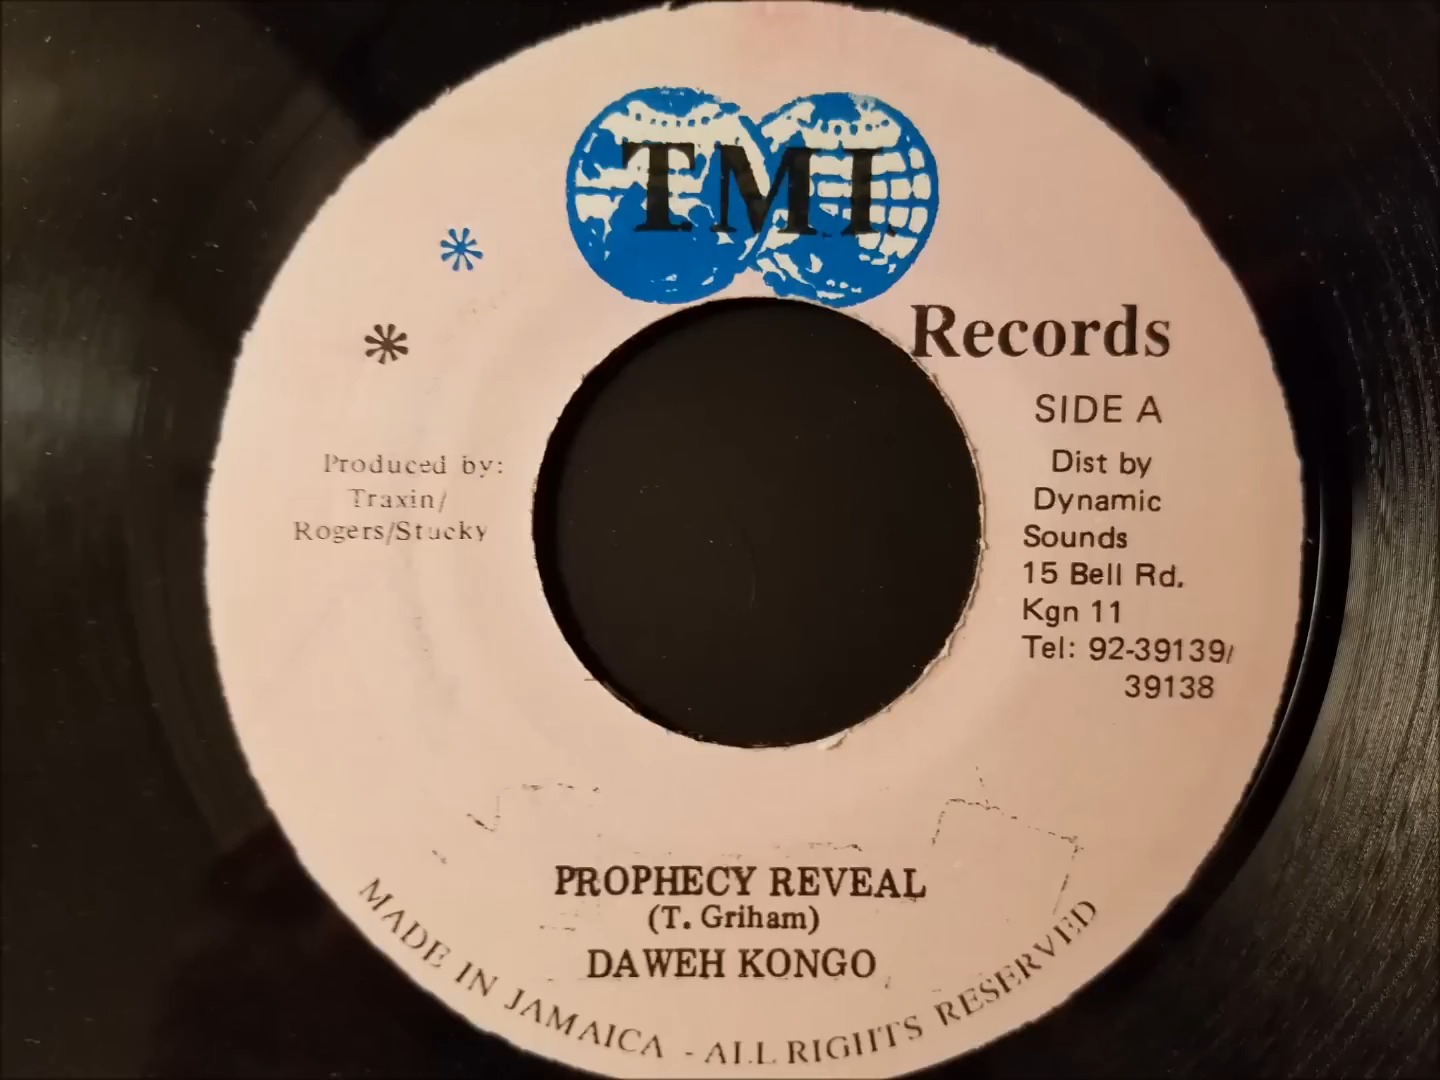 TMI
Records
SIDE A
Produced by:
Traxin/
Rogers/Stucky
Dist by
Dynamic
Sounds
15 Bell Rd.
Kgn 11
Tel: 92-39139/
39138
PROPHECY REVEAL
(T. Griham)
DAWEH KONGO
MADE IN JAMAICA - ALL RIGHTS RESERVED